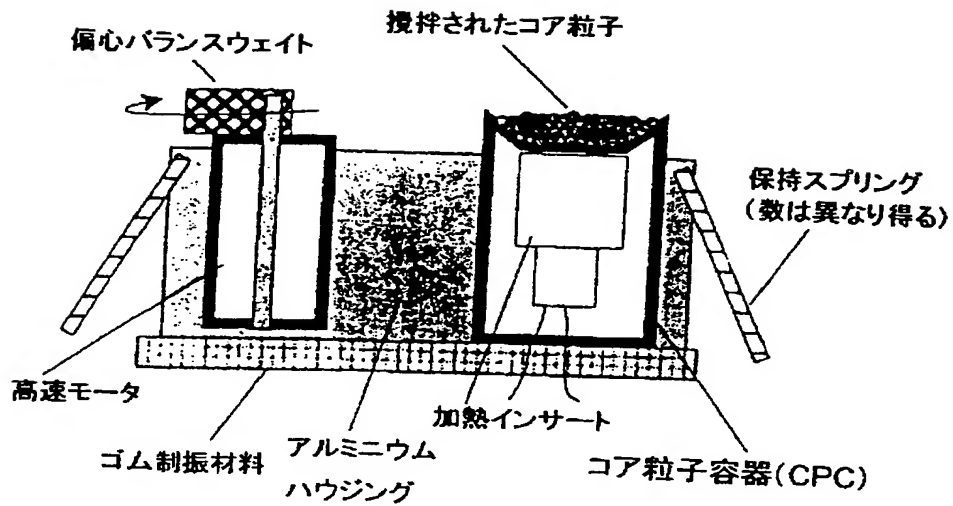 偏心バランスウェイト
攪拌されたコア粒子
保持スプリング
(数は異なり得る)
高速モータ
ゴム制振材料
アルミニウム
ハウジング
加熱インサート
コア粒子容器(CPC)